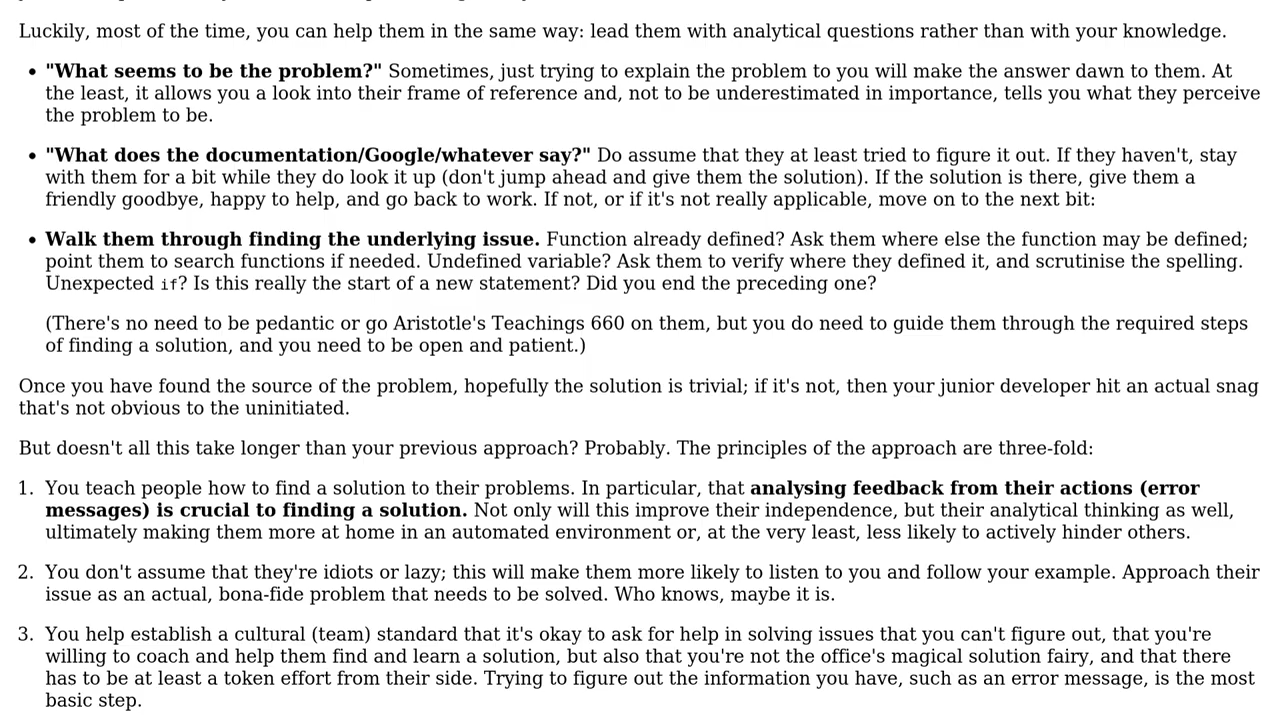 Luckily, most of the time, you can help them in the same way: lead them with analytical questions rather than with your knowledge.
• "What seems to be the problem?" Sometimes, just trying to explain the problem to you will make the answer dawn to them. At
the least, it allows you a look into their frame of reference and, not to be underestimated in importance, tells you what they perceive
the problem to be.
• "What does the documentation/Google/whatever say?" Do assume that they at least tried to figure it out. If they haven't, stay
with them for a bit while they do look it up (don't jump ahead and give them the solution). If the solution is there, give them a
friendly goodbye, happy to help, and go back to work. If not, or if it's not really applicable, move on to the next bit:
• Walk them through finding the underlying issue. Function already defined? Ask them where else the function may be defined;
point them to search functions if needed. Undefined variable? Ask them to verify where they defined it, and scrutinise the spelling.
Unexpected if? Is this really the start of a new statement? Did you end the preceding one?
(There's no need to be pedantic or go Aristotle's Teachings 660 on them, but you do need to guide them through the required steps
of finding a solution, and you need to be open and patient.)
Once you have found the source of the problem, hopefully the solution is trivial; if it's not, then your junior developer hit an actual snag
that's not obvious to the uninitiated.
But doesn't all this take longer than your previous approach? Probably. The principles of the approach are three-fold:
1. You teach people how to find a solution to their problems. In particular, that analysing feedback from their actions (error
messages) is crucial to finding a solution. Not only will this improve their independence, but their analytical thinking as well,
ultimately making them more at home in an automated environment or, at the very least, less likely to actively hinder others.
2. You don't assume that they're idiots or lazy; this will make them more likely to listen to you and follow your example. Approach their
issue as an actual, bona-fide problem that needs to be solved. Who knows, maybe it is.
3. You help establish a cultural (team) standard that it's okay to ask for help in solving issues that you can't figure out, that you're
willing to coach and help them find and learn a solution, but also that you're not the office's magical solution fairy, and that there
has to be at least a token effort from their side. Trying to figure out the information you have, such as an error message, is the most
basic step.